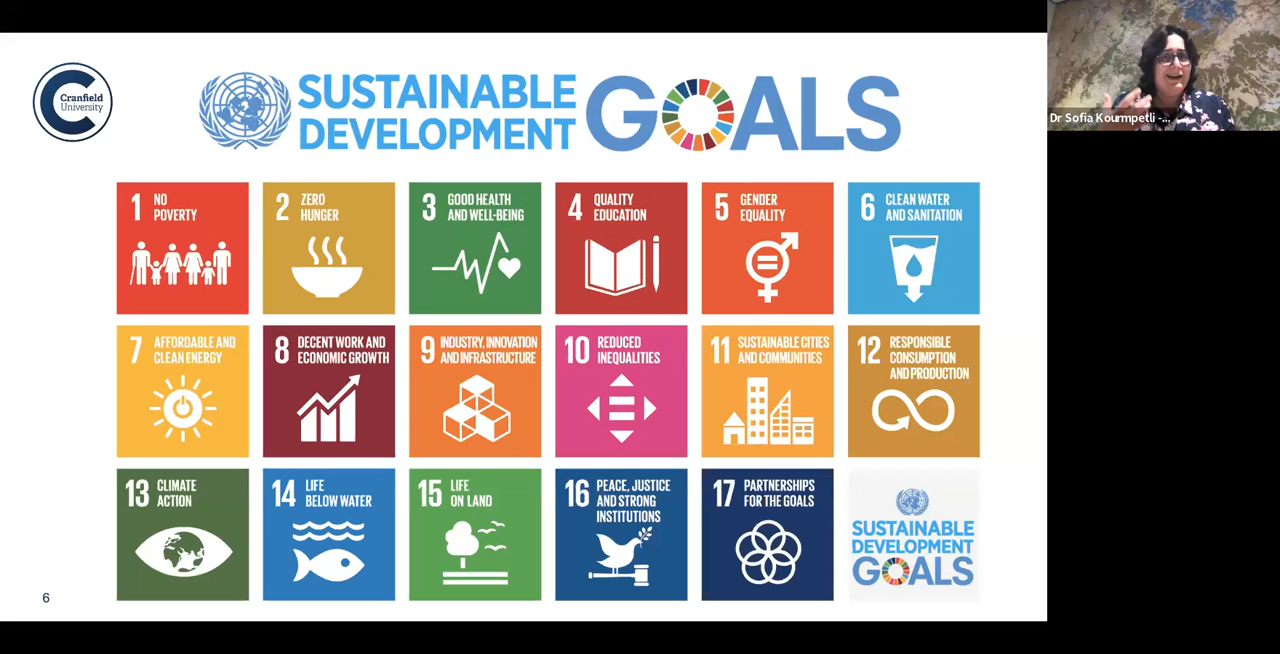 Cranfield
University
SUSTAINABLE
DEVELOPMENT
GOALS
1 NO
POVERTY
2 ZERO
HUNGER
3 GOOD HEALTH
AND WELL-BEING
4 QUALITY
EDUCATION
5 GENDER
EQUALITY
6 CLEAN WATER
AND SANITATION
7 AFFORDABLE AND
CLEAN ENERGY
8 DECENT WORK AND
ECONOMIC GROWTH
9 INDUSTRY, INNOVATION
AND INFRASTRUCTURE
10 REDUCED
INEQUALITIES
11 SUSTAINABLE CITIES
AND COMMUNITIES
12 RESPONSIBLE
CONSUMPTION
AND PRODUCTION
13 CLIMATE
ACTION
14 LIFE
BELOW WATER
15 LIFE
ON LAND
16 PEACE, JUSTICE
AND STRONG
INSTITUTIONS
17 PARTNERSHIPS
FOR THE GOALS
SUSTAINABLE
DEVELOPMENT
GOALS
6
Dr Sofia Kourmpetli -...